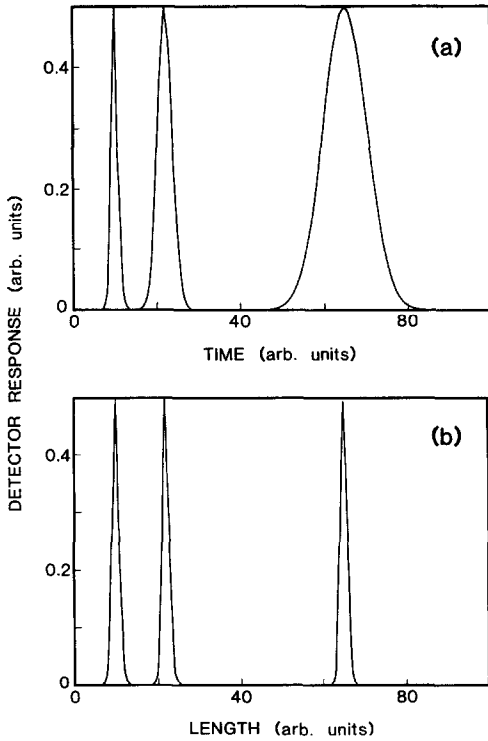 (a)
0.4
0.2
0
0 40 80
TIME (arb. units)
DETECTOR RESPONSE (arb. units)
(b)
0.4
0.2
0
0 40 80
LENGTH (arb. units)